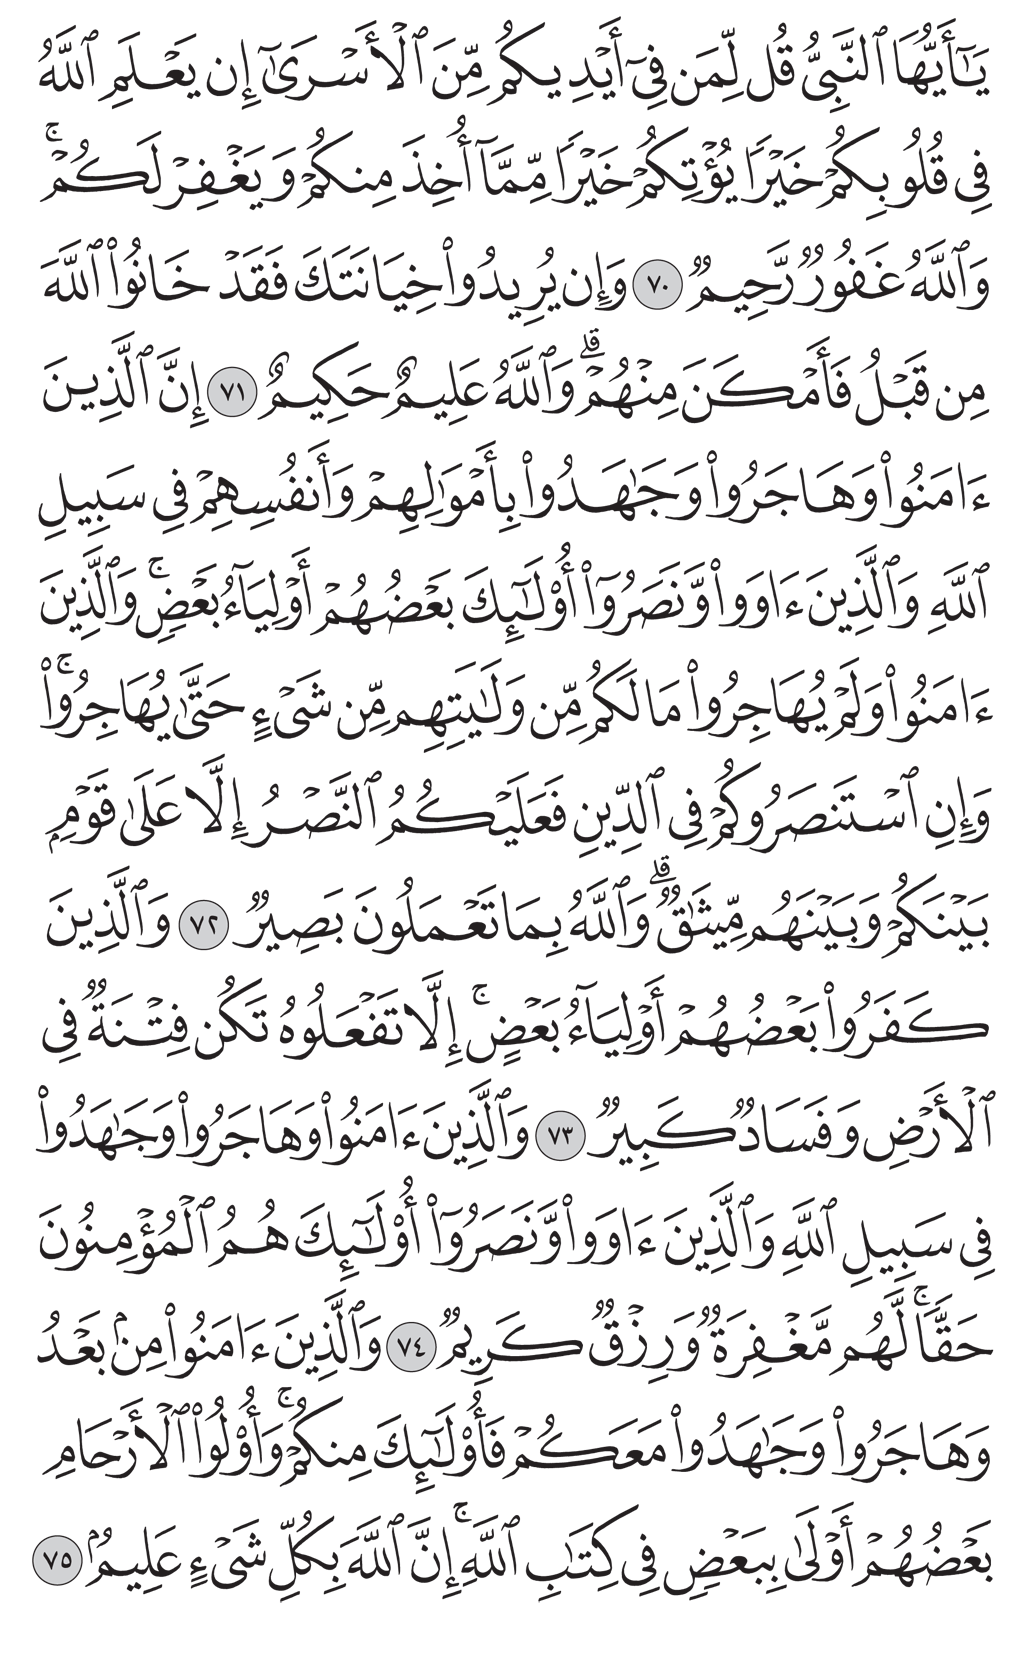 يَٰٓأَيُّهَا ٱلنَّبِيُّ قُل لِّمَن فِيٓ أَيۡدِيكُم مِّنَ ٱلۡأَسۡرَىٰٓ إِن يَعۡلَمِ ٱللَّهُ
فِي قُلُوبِكُمۡ خَيۡرٗا يُؤۡتِكُمۡ خَيۡرٗا مِّمَّآ أُخِذَ مِنكُمۡ وَيَغۡفِرۡ لَكُمۡۚ
وَٱللَّهُ غَفُورٞ رَّحِيمٞ ٧٠ وَإِن يُرِيدُواْ خِيَانَتَكَ فَقَدۡ خَانُواْ ٱللَّهَ
مِن قَبۡلُ فَأَمۡكَنَ مِنۡهُمۡۗ وَٱللَّهُ عَلِيمٌ حَكِيمٌ ٧١ إِنَّ ٱلَّذِينَ
ءَامَنُواْ وَهَاجَرُواْ وَجَٰهَدُواْ بِأَمۡوَٰلِهِمۡ وَأَنفُسِهِمۡ فِي سَبِيلِ
ٱللَّهِ وَٱلَّذِينَ ءَاوَواْ وَّنَصَرُوٓاْ أُوْلَٰٓئِكَ بَعۡضُهُمۡ أَوۡلِيَآءُ بَعۡضٖۚ وَٱلَّذِينَ
ءَامَنُواْ وَلَمۡ يُهَاجِرُواْ مَا لَكُم مِّن وَلَٰيَتِهِم مِّن شَيۡءٍ حَتَّىٰ يُهَاجِرُواْۚ
وَإِنِ ٱسۡتَنصَرُوكُمۡ فِي ٱلدِّينِ فَعَلَيۡكُمُ ٱلنَّصۡرُ إِلَّا عَلَىٰ قَوۡمِۭ
بَيۡنَكُمۡ وَبَيۡنَهُم مِّيثَٰقٞۗ وَٱللَّهُ بِمَا تَعۡمَلُونَ بَصِيرٞ ٧٢ وَٱلَّذِينَ
كَفَرُواْ بَعۡضُهُمۡ أَوۡلِيَآءُ بَعۡضٍۚ إِلَّا تَفۡعَلُوهُ تَكُن فِتۡنَةٞ فِي
ٱلۡأَرۡضِ وَفَسَادٞ كَبِيرٞ ٧٣ وَٱلَّذِينَ ءَامَنُواْ وَهَاجَرُواْ وَجَٰهَدُواْ
فِي سَبِيلِ ٱللَّهِ وَٱلَّذِينَ ءَاوَواْ وَّنَصَرُوٓاْ أُوْلَٰٓئِكَ هُمُ ٱلۡمُؤۡمِنُونَ
حَقّٗاۚ لَّهُم مَّغۡفِرَةٞ وَرِزۡقٞ كَرِيمٞ ٧٤ وَٱلَّذِينَ ءَامَنُواْ مِنۢ بَعۡدُ
وَهَاجَرُواْ وَجَٰهَدُواْ مَعَكُمۡ فَأُوْلَٰٓئِكَ مِنكُمۡۚ وَأُوْلُواْ ٱلۡأَرۡحَامِ
بَعۡضُهُمۡ أَوۡلَىٰ بِبَعۡضٖ فِي كِتَٰبِ ٱللَّهِۚ إِنَّ ٱللَّهَ بِكُلِّ شَيۡءٍ عَلِيمُۢ ٧٥